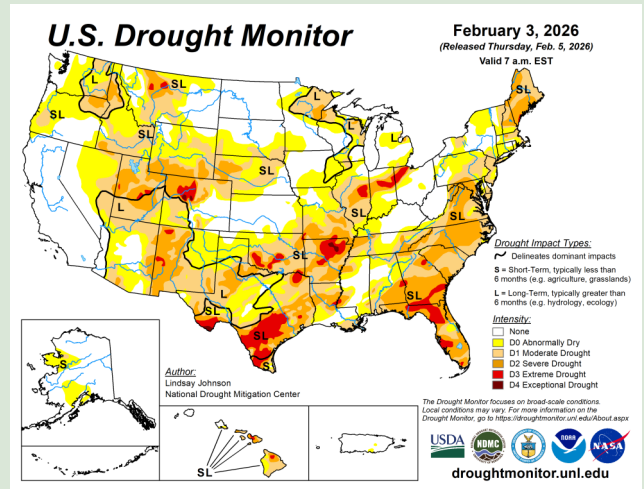 U.S. Drought Monitor
February 3, 2026
(Released Thursday, Feb. 5, 2026)
Valid 7 a.m. EST
L
SL
SL
SL
L
SL
L
L
L
SL
SL
SL
SL
L
SL
SL
SL
S
S
SL
Drought Impact Types:
Delineates dominant impacts
S = Short-Term, typically less than
6 months (e.g. agriculture, grasslands)
L = Long-Term, typically greater than
6 months (e.g. hydrology, ecology)
Intensity:
None
D0 Abnormally Dry
D1 Moderate Drought
D2 Severe Drought
D3 Extreme Drought
D4 Exceptional Drought
Author:
Lindsay Johnson
National Drought Mitigation Center
The Drought Monitor focuses on broad-scale conditions.
Local conditions may vary. For more information on the
Drought Monitor, go to https://droughtmonitor.unl.edu/About.aspx
USDA
NDMC
NOAA
NASA
droughtmonitor.unl.edu